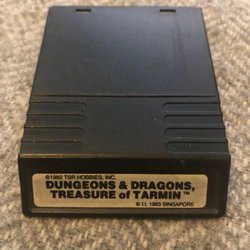 ©1982 TSR HOBBIES, INC.
DUNGEONS & DRAGONS,
TREASURE of TARMIN™
© I.I. 1983 SINGAPORE